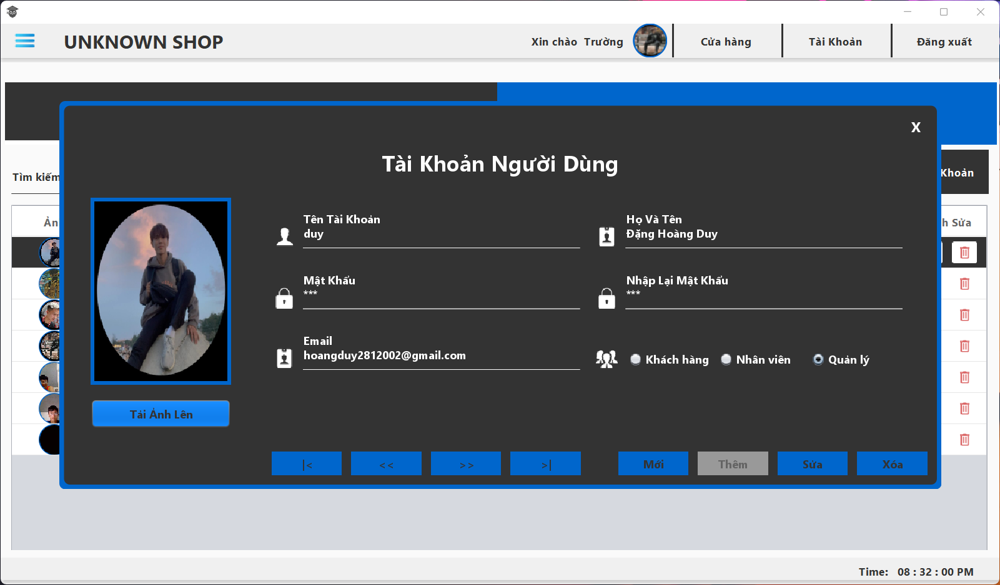 UNKNOWN SHOP
Xin chào Trường
Cửa hàng
Tài Khoản
Đăng xuất
X
Tài Khoản Người Dùng
Tìm kiếm
Khoản
Sửa
Tên Tài Khoản
duy
Họ Và Tên
Đặng Hoàng Duy
Mật Khẩu
***
Nhập Lại Mật Khẩu
***
Email
hoangduy2812002@gmail.com
Khách hàng
Nhân viên
Quản lý
Tải Ảnh Lên
|<
<<
>>
>|
Mới
Thêm
Sửa
Xóa
Time: 08 : 32 : 00 PM